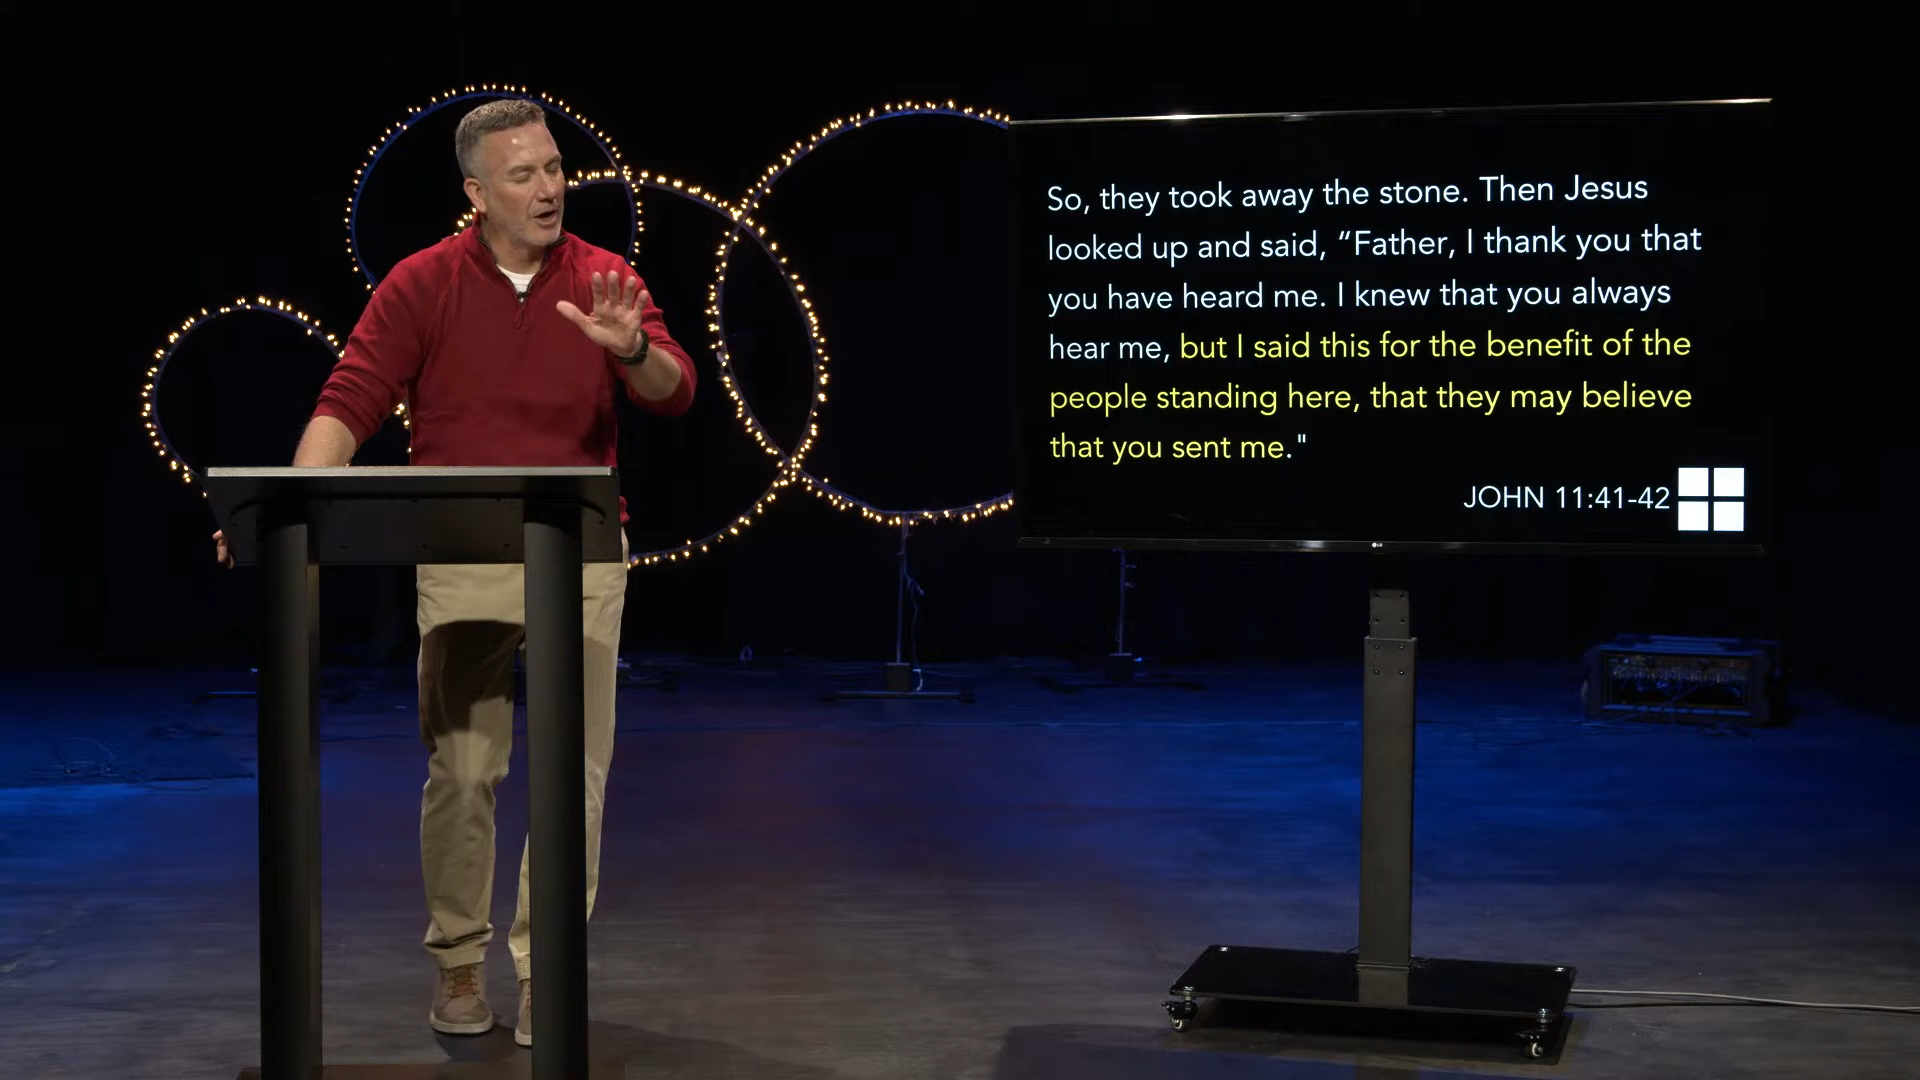 So, they took away the stone. Then Jesus
looked up and said, “Father, I thank you that
you have heard me. I knew that you always
hear me, but I said this for the benefit of the
people standing here, that they may believe
that you sent me."
JOHN 11:41-42
LG